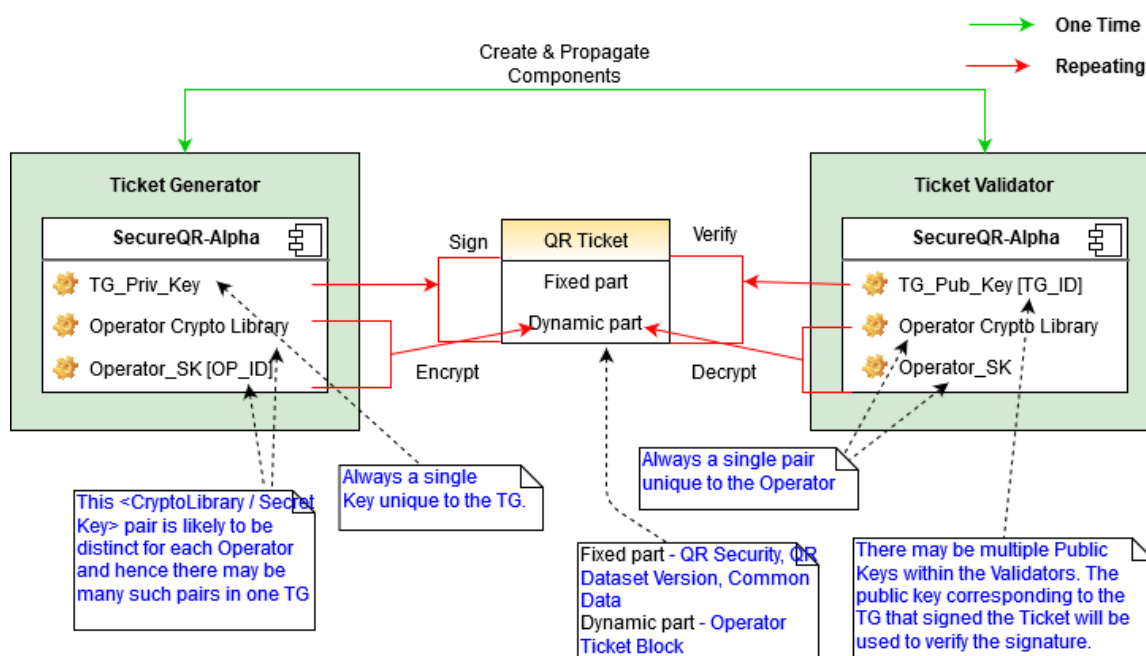 One Time
Repeating
Create & Propagate
Components
Ticket Generator
SecureQR-Alpha
TG_Priv_Key
Operator Crypto Library
Operator_SK [OP_ID]
Sign
Encrypt
QR Ticket
Fixed part
Dynamic part
Verify
Decrypt
Ticket Validator
SecureQR-Alpha
TG_Pub_Key [TG_ID]
Operator Crypto Library
Operator_SK
This <CryptoLibrary / Secret
Key> pair is likely to be
distinct for each Operator
and hence there may be
many such pairs in one TG
Always a single
Key unique to the TG.
Fixed part - QR Security, QR
Dataset Version, Common
Data
Dynamic part - Operator
Ticket Block
Always a single pair
unique to the Operator
There may be multiple Public
Keys within the Validators. The
public key corresponding to the
TG that signed the Ticket will be
used to verify the signature.